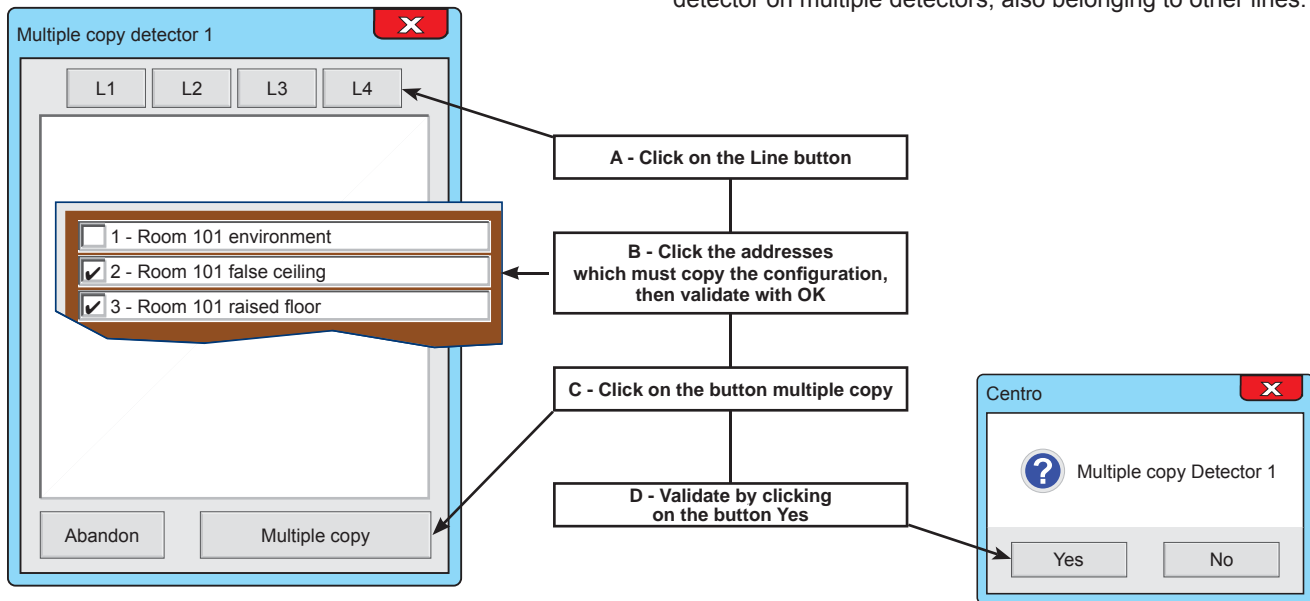 detector on multiple detectors, also belonging to other lines.
Multiple copy detector 1
X
L1 L2 L3 L4
1 - Room 101 environment
2 - Room 101 false ceiling
3 - Room 101 raised floor
Abandon Multiple copy
A - Click on the Line button
B - Click the addresses
which must copy the configuration,
then validate with OK
C - Click on the button multiple copy
D - Validate by clicking
on the button Yes
Centro
X
?
Multiple copy Detector 1
Yes No